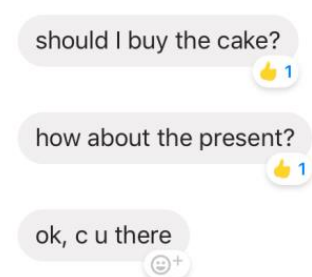 should I buy the cake?
1
how about the present?
1
ok, c u there